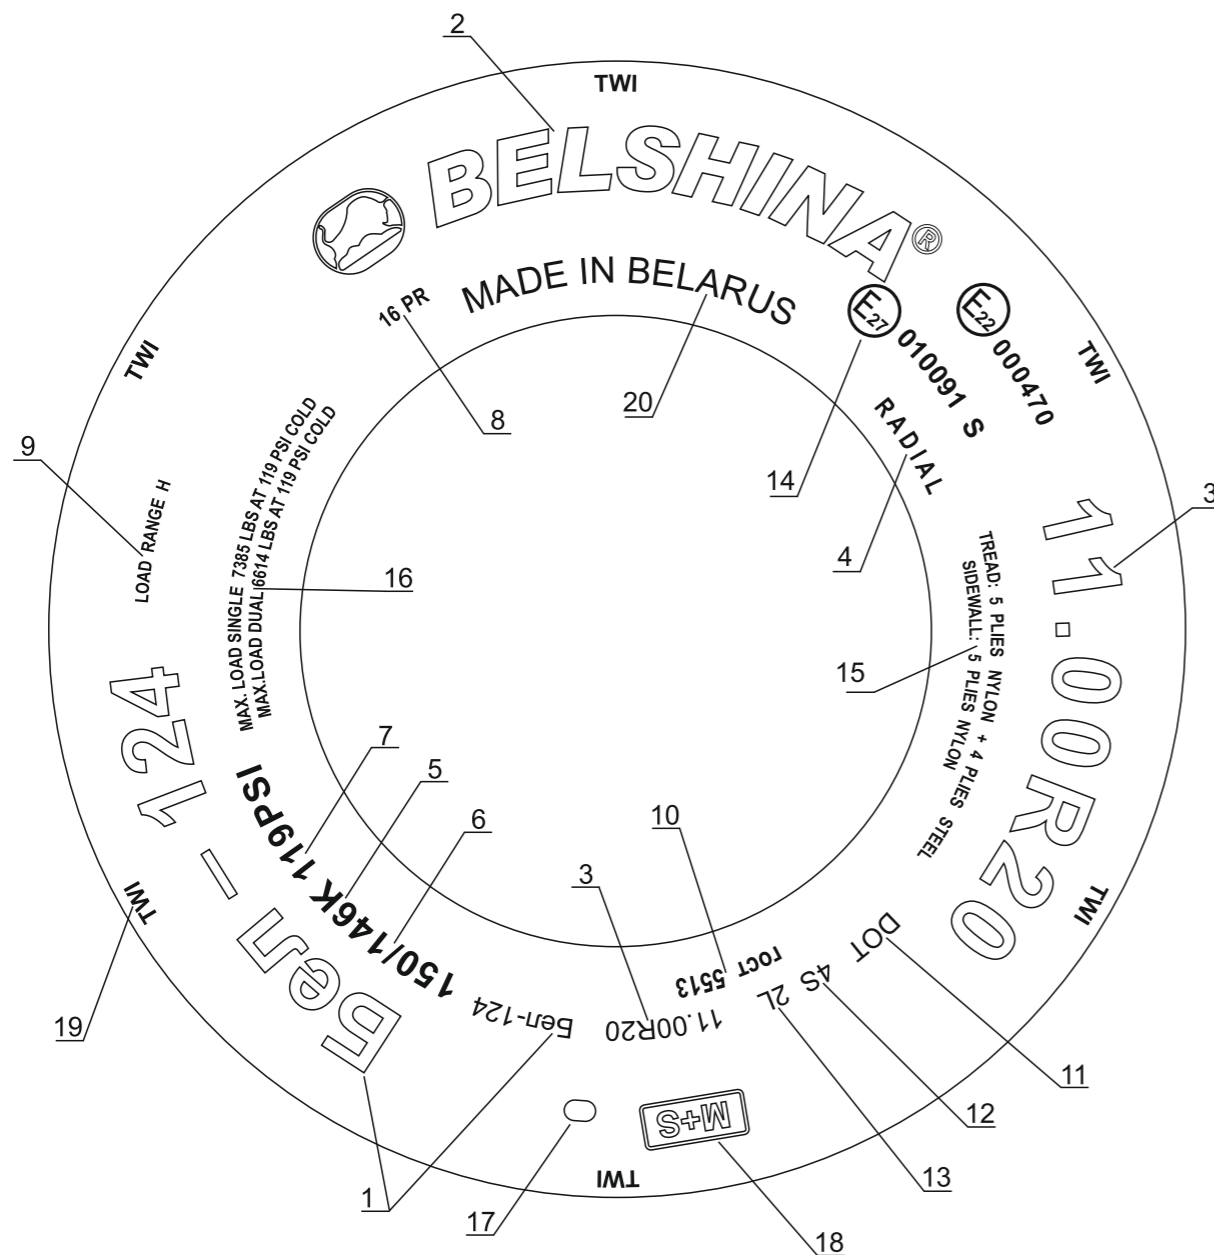 2
TWI
BELSHINA®
MADE IN BELARUS
16 PR
E27 010091 S
E22 000470
TWI
TWI
8
20
14
RADIAL
4
9
3
LOAD RANGE H
MAX. LOAD SINGLE 7385 LBS AT 119 PSI COLD
MAX.LOAD DUAL 6614 LBS AT 119 PSI COLD
16
11.00R20
TREAD: 5 PLIES NYLON + 4 PLIES STEEL
SIDEWALL: 5 PLIES NYLON
15
7
5
6
10
3
Бел – 124
150/146K 119PSI
TWI
TWI
19
Бел-124
11.00R20
ГОСТ 5513
2L
4S
DOT
11
12
13
M+S
TWI
1
17
18